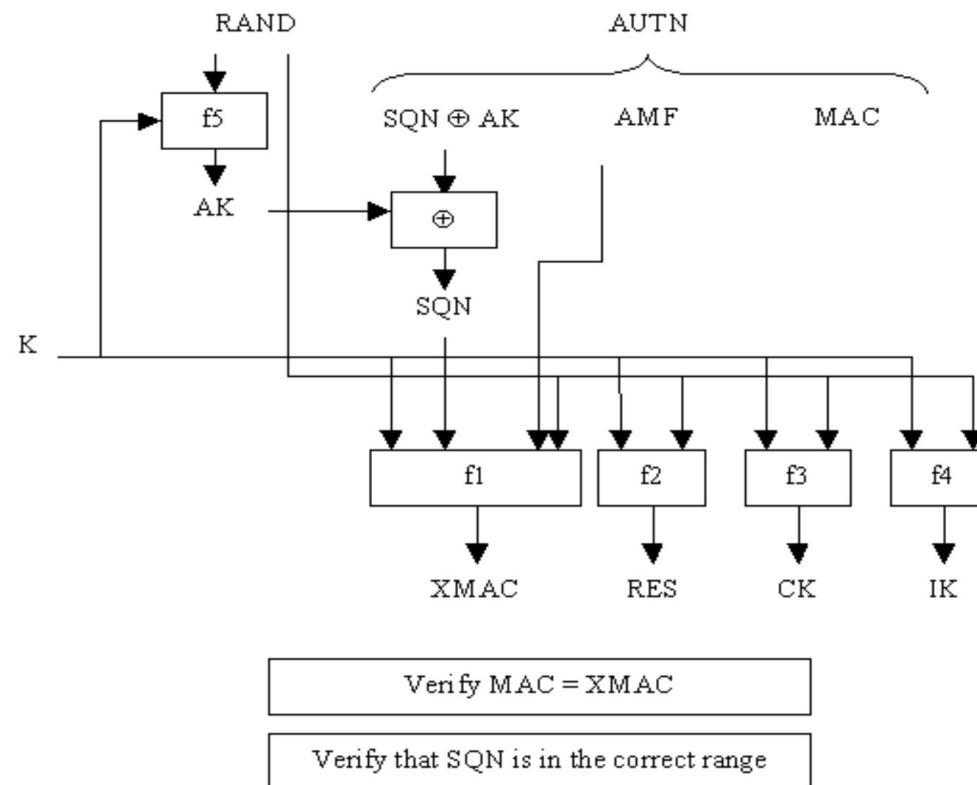 RAND AUTN
f5 SQN ⊕ AK AMF MAC
AK ⊕
SQN
K
f1 f2 f3 f4
XMAC RES CK IK
Verify MAC = XMAC
Verify that SQN is in the correct range